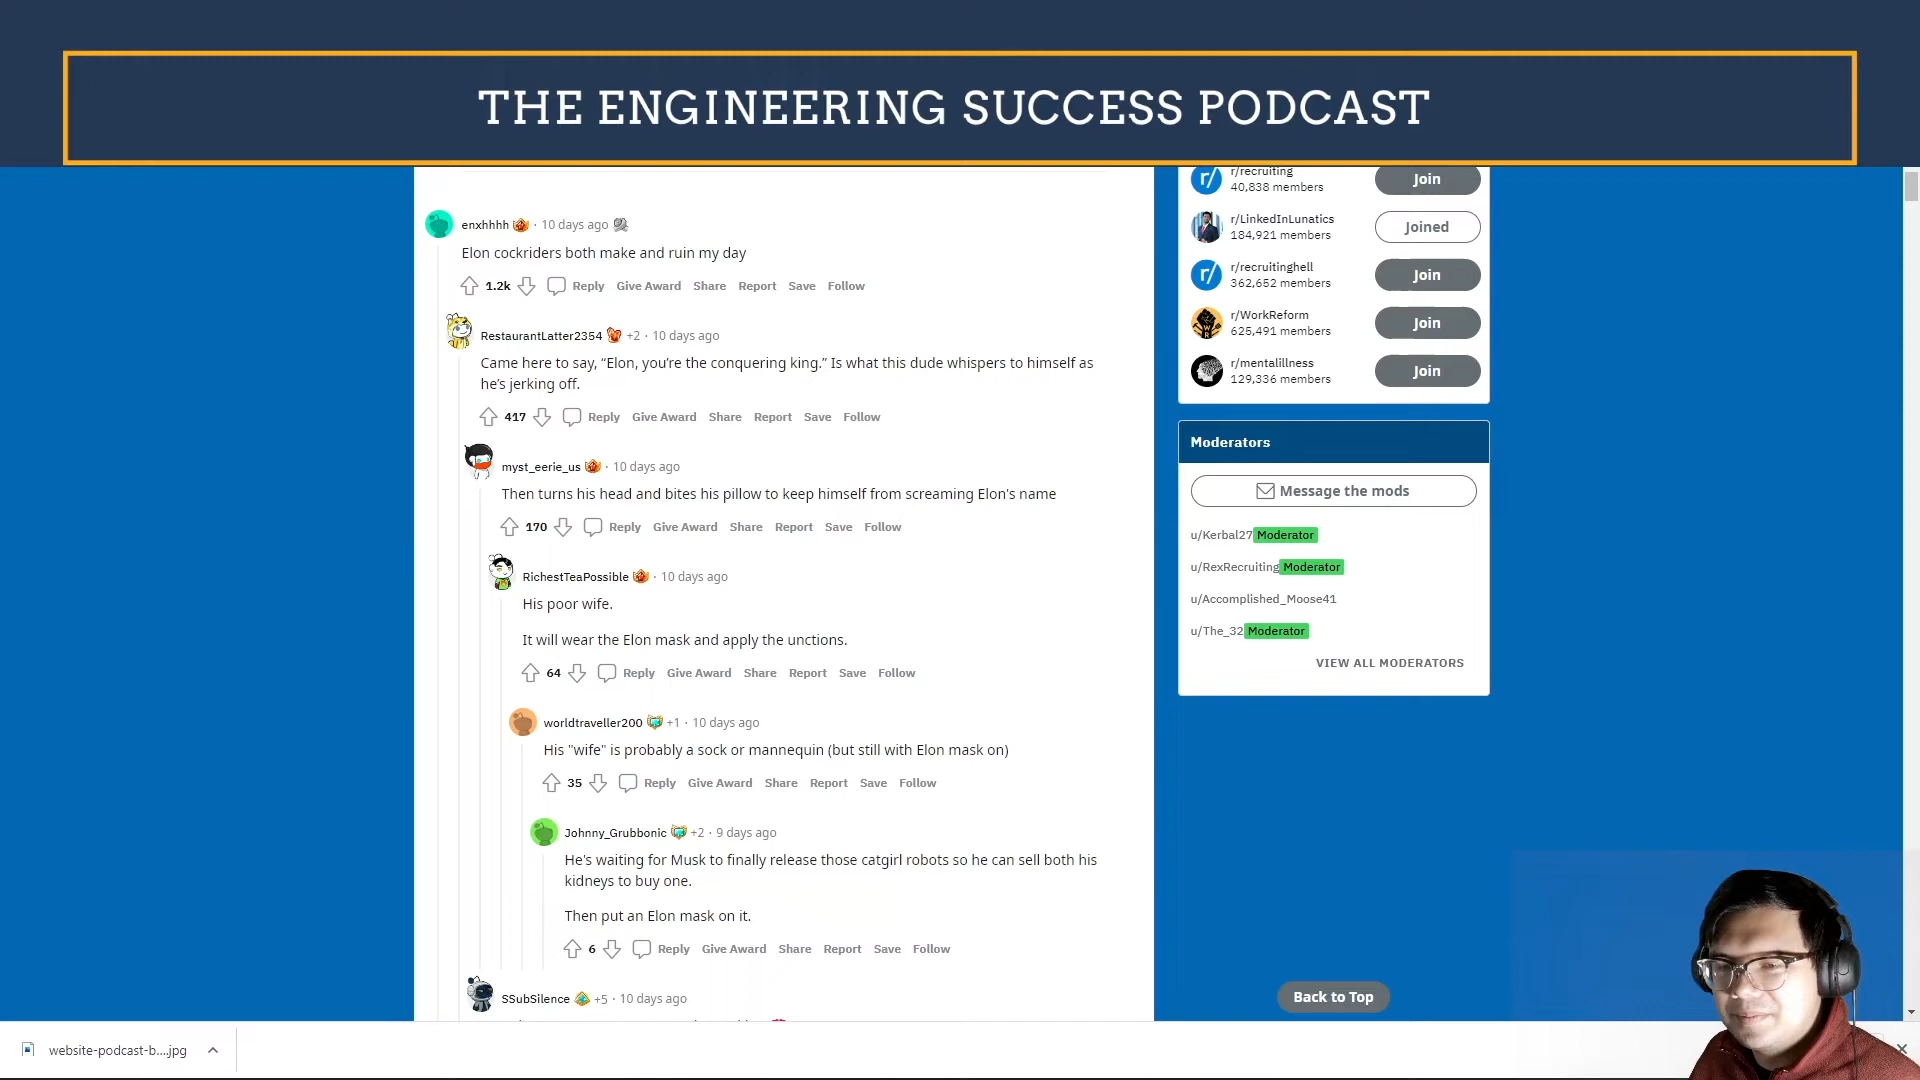 THE ENGINEERING SUCCESS PODCAST
enxhhhh · 10 days ago
Elon cockriders both make and ruin my day
1.2k Reply Give Award Share Report Save Follow
RestaurantLatter2354 +2 · 10 days ago
Came here to say, “Elon, you’re the conquering king.” Is what this dude whispers to himself as
he’s jerking off.
417 Reply Give Award Share Report Save Follow
myst_eerie_us · 10 days ago
Then turns his head and bites his pillow to keep himself from screaming Elon's name
170 Reply Give Award Share Report Save Follow
RichestTeaPossible · 10 days ago
His poor wife.
It will wear the Elon mask and apply the unctions.
64 Reply Give Award Share Report Save Follow
worldtraveller200 +1 · 10 days ago
His "wife" is probably a sock or mannequin (but still with Elon mask on)
35 Reply Give Award Share Report Save Follow
Johnny_Grubbonic +2 · 9 days ago
He's waiting for Musk to finally release those catgirl robots so he can sell both his
kidneys to buy one.
Then put an Elon mask on it.
6 Reply Give Award Share Report Save Follow
SSubSilence +5 · 10 days ago
r/recruiting
40,838 members
Join
r/LinkedInLunatics
184,921 members
Joined
r/recruitinghell
362,652 members
Join
r/WorkReform
625,491 members
Join
r/mentalillness
129,336 members
Join
Moderators
Message the mods
u/Kerbal27 Moderator
u/RexRecruiting Moderator
u/Accomplished_Moose41
u/The_32 Moderator
VIEW ALL MODERATORS
Back to Top
website-podcast-b....jpg